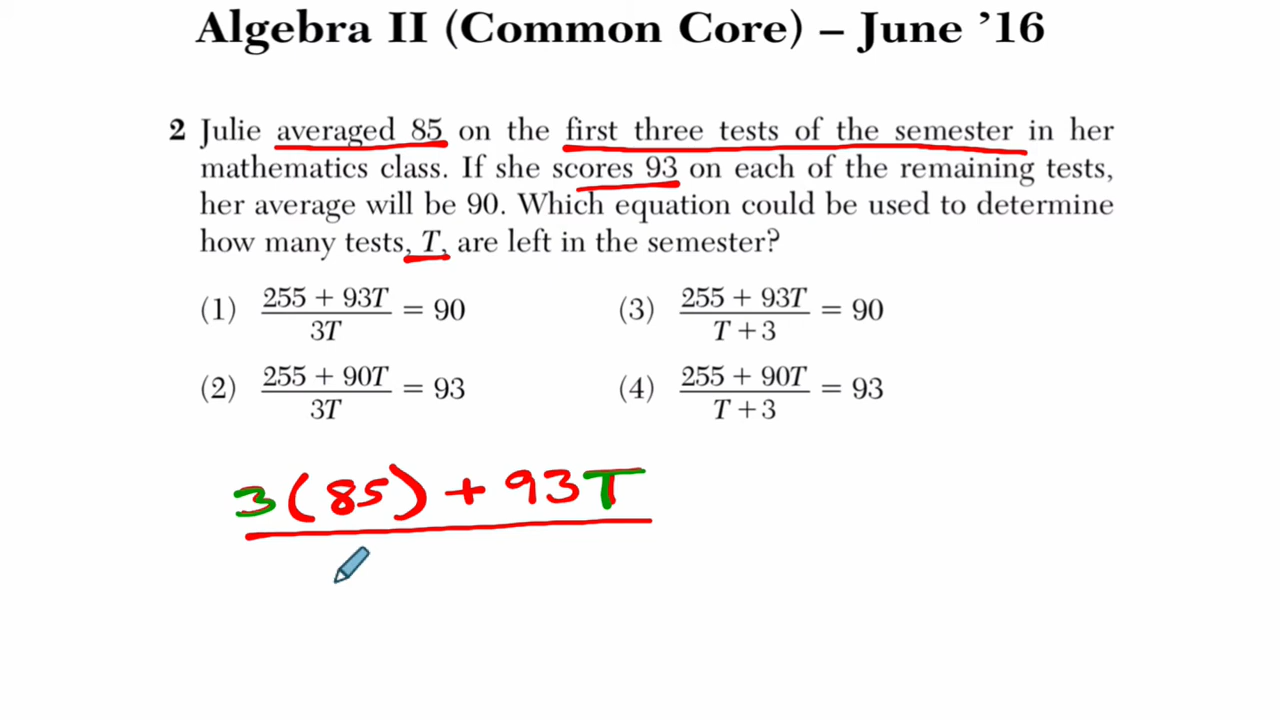 Algebra II (Common Core) – June ’16
2 Julie averaged 85 on the first three tests of the semester in her
mathematics class. If she scores 93 on each of the remaining tests,
her average will be 90. Which equation could be used to determine
how many tests, T, are left in the semester?
(1) (255 + 93T)/(3T) = 90
(3) (255 + 93T)/(T + 3) = 90
(2) (255 + 90T)/(3T) = 93
(4) (255 + 90T)/(T + 3) = 93
3(85) + 93T